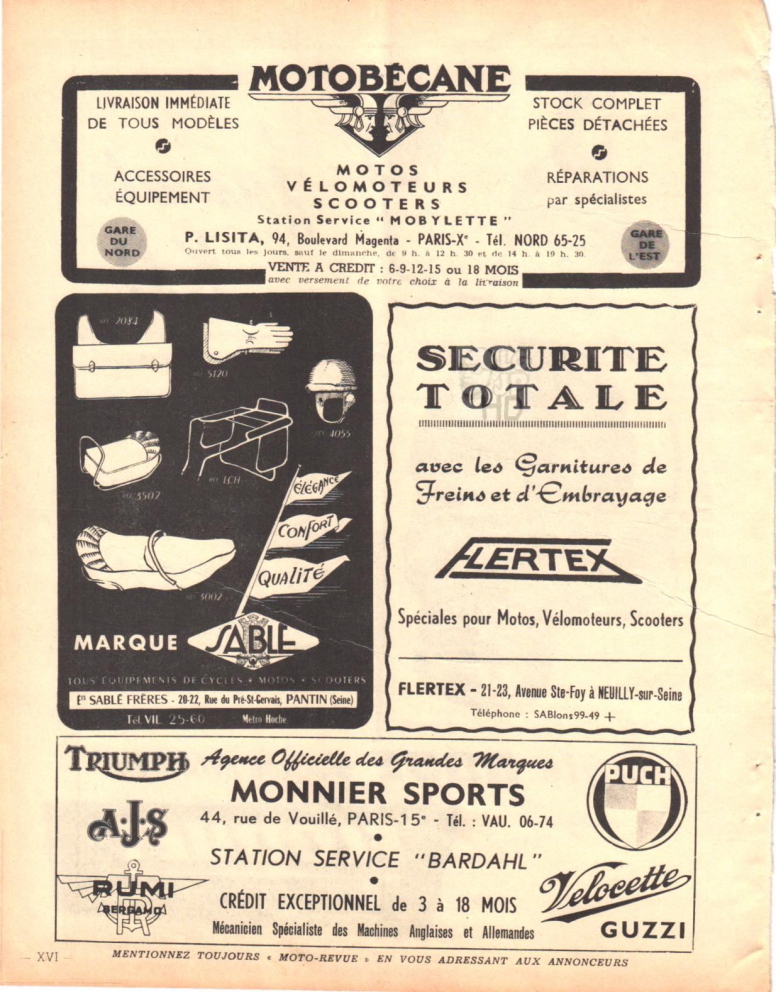 MOTOBÉCANE
LIVRAISON IMMÉDIATE
DE TOUS MODÈLES
ACCESSOIRES
ÉQUIPEMENT
STOCK COMPLET
PIÈCES DÉTACHÉES
RÉPARATIONS
par spécialistes
MOTOS
VÉLOMOTEURS
SCOOTERS
Station Service "MOBYLETTE"
GARE
DU
NORD
GARE
DE
L'EST
P. LISITA, 94, Boulevard Magenta - PARIS-Xe - Tél. NORD 65-25
Ouvert tous les jours, sauf le dimanche, de 9 h. à 12 h. 30 et de 14 h. à 19 h. 30.
VENTE A CREDIT : 6-9-12-15 ou 18 MOIS
avec versement de votre choix à la livraison
2084
5120
4055
3507
LCH
3002
ÉLÉGANCE
CONFORT
QUALITÉ
MARQUE SABLÉ
TOUS ÉQUIPEMENTS DE CYCLES • MOTOS • SCOOTERS
Ets SABLÉ FRÈRES - 20-22, Rue du Pré-St-Gervais, PANTIN (Seine)
Tél. VIL. 25-60 Métro Hoche
SECURITE
TOTALE
avec les Garnitures de
Freins et d'Embrayage
FLERTEX
Spéciales pour Motos, Vélomoteurs, Scooters
FLERTEX - 21-23, Avenue Ste-Foy à NEUILLY-sur-Seine
Téléphone : SABlons 99-49 +
TRIUMPH
A·J·S
RUMI
BERGAMO
Agence Officielle des Grandes Marques
MONNIER SPORTS
44, rue de Vouillé, PARIS-15e - Tél. : VAU. 06-74
•
STATION SERVICE "BARDAHL"
•
CRÉDIT EXCEPTIONNEL de 3 à 18 MOIS
Mécanicien Spécialiste des Machines Anglaises et Allemandes
PUCH
Velocette
GUZZI
— XVI —
MENTIONNEZ TOUJOURS « MOTO-REVUE » EN VOUS ADRESSANT AUX ANNONCEURS